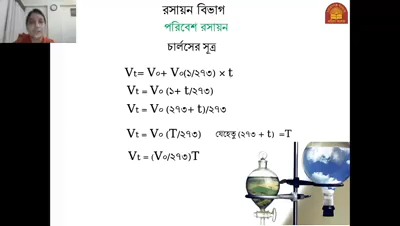 রসায়ন বিভাগ
পরিবেশ রসায়ন
চার্লসের সূত্র
Vt= V০+ V০(১/২৭৩) × t
Vt = V০ (১+ t/২৭৩)
Vt = V০ (২৭৩ + t)/২৭৩
Vt = V০ (T/২৭৩) যেহেতু (২৭৩ + t) =T
Vt = (V০/২৭৩)T